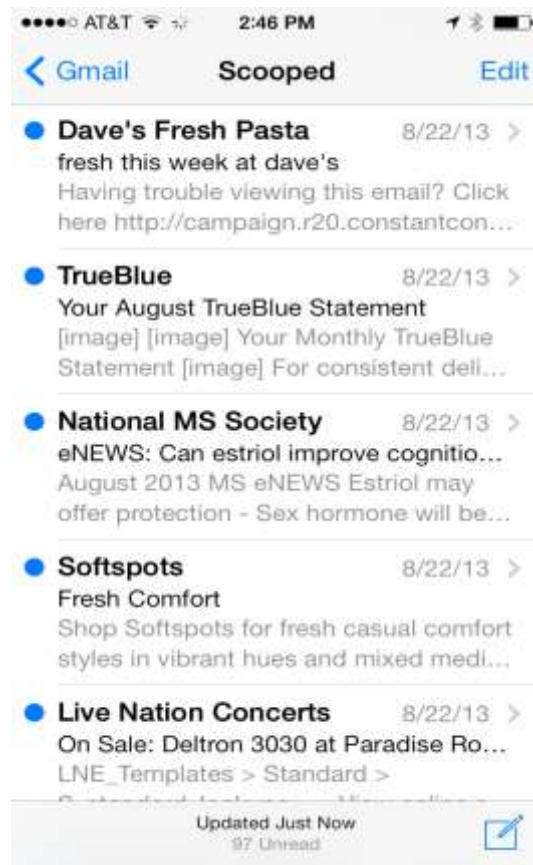 AT&T 2:46 PM
Gmail Scooped Edit
Dave's Fresh Pasta 8/22/13
fresh this week at dave's
Having trouble viewing this email? Click
here http://campaign.r20.constantcon...
TrueBlue 8/22/13
Your August TrueBlue Statement
[image] [image] Your Monthly TrueBlue
Statement [image] For consistent deli...
National MS Society 8/22/13
eNEWS: Can estriol improve cognitio...
August 2013 MS eNEWS Estriol may
offer protection - Sex hormone will be...
Softspots 8/22/13
Fresh Comfort
Shop Softspots for fresh casual comfort
styles in vibrant hues and mixed medi...
Live Nation Concerts 8/22/13
On Sale: Deltron 3030 at Paradise Ro...
LNE_Templates > Standard >
Updated Just Now
97 Unread